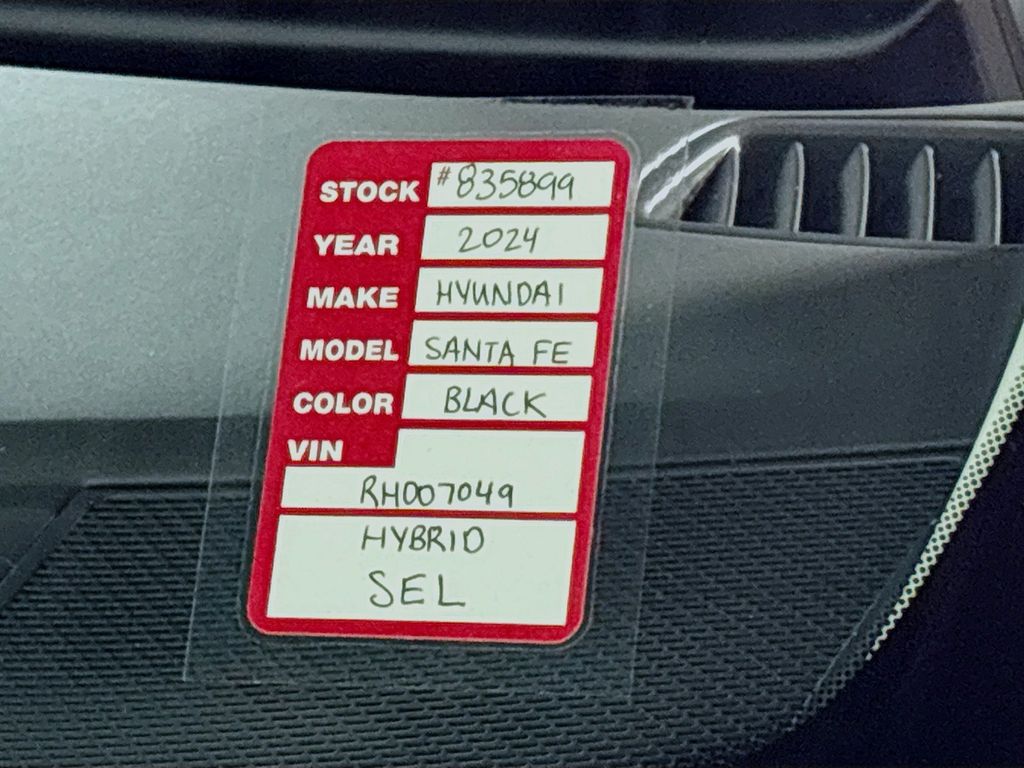 STOCK #835899
YEAR 2024
MAKE HYUNDAI
MODEL SANTA FE
COLOR BLACK
VIN
RH007049
HYBRID
SEL